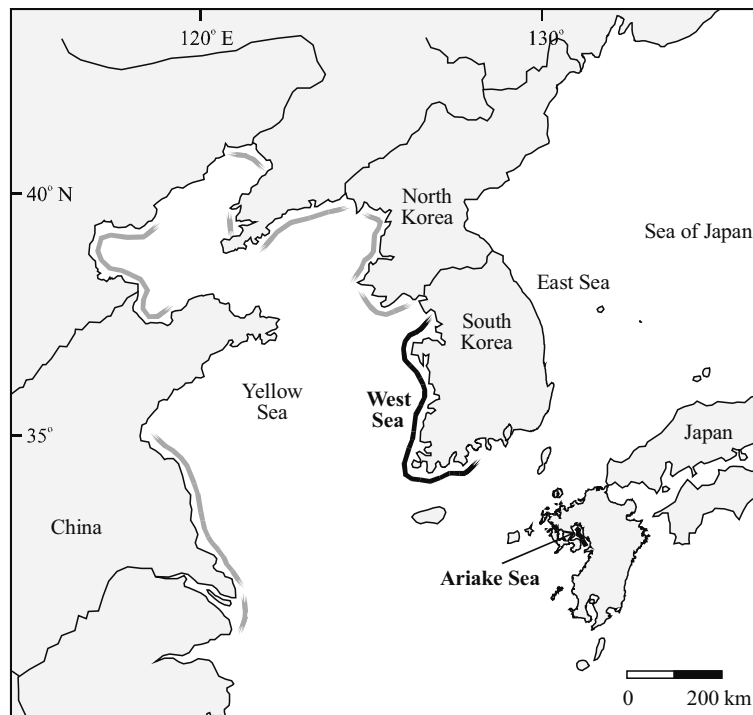 120° E
130°
40° N
North
Korea
Sea of Japan
East Sea
South
Korea
Yellow
Sea
West
Sea
35°
Japan
China
Ariake Sea
0 200 km